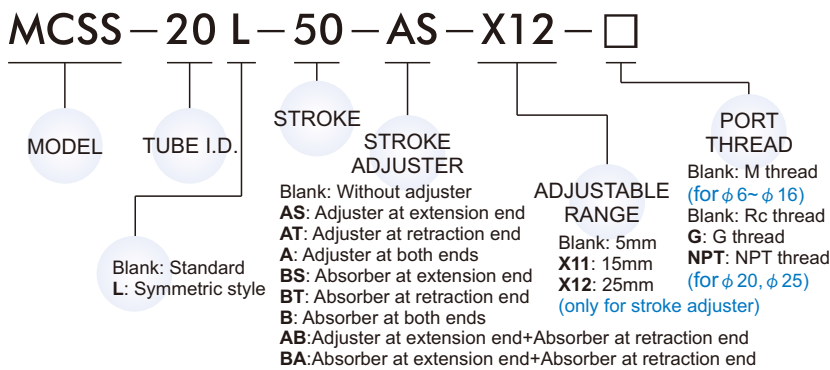 MCSS – 20 L – 50 – AS – X12 – □
MODEL
TUBE I.D.
Blank: Standard
L: Symmetric style
STROKE
STROKE
ADJUSTER
Blank: Without adjuster
AS: Adjuster at extension end
AT: Adjuster at retraction end
A: Adjuster at both ends
BS: Absorber at extension end
BT: Absorber at retraction end
B: Absorber at both ends
AB:Adjuster at extension end+Absorber at retraction end
BA:Absorber at extension end+Absorber at retraction end
ADJUSTABLE
RANGE
Blank: 5mm
X11: 15mm
X12: 25mm
(only for stroke adjuster)
PORT
THREAD
Blank: M thread
(for ϕ 6~ ϕ 16)
Blank: Rc thread
G: G thread
NPT: NPT thread
(for ϕ 20, ϕ 25)